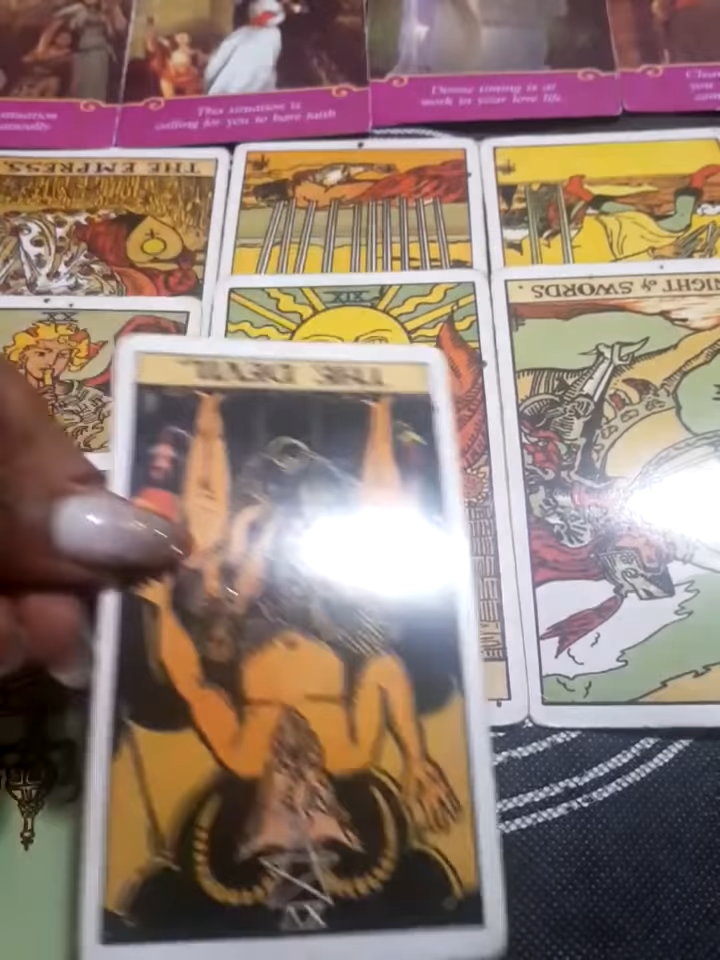 This situation is
calling for you to have faith
Divine timing is at
work in your love life.
THE EMPRESS.
XIX
KNIGHT of SWORDS.
XX
THE DEVIL.
XV